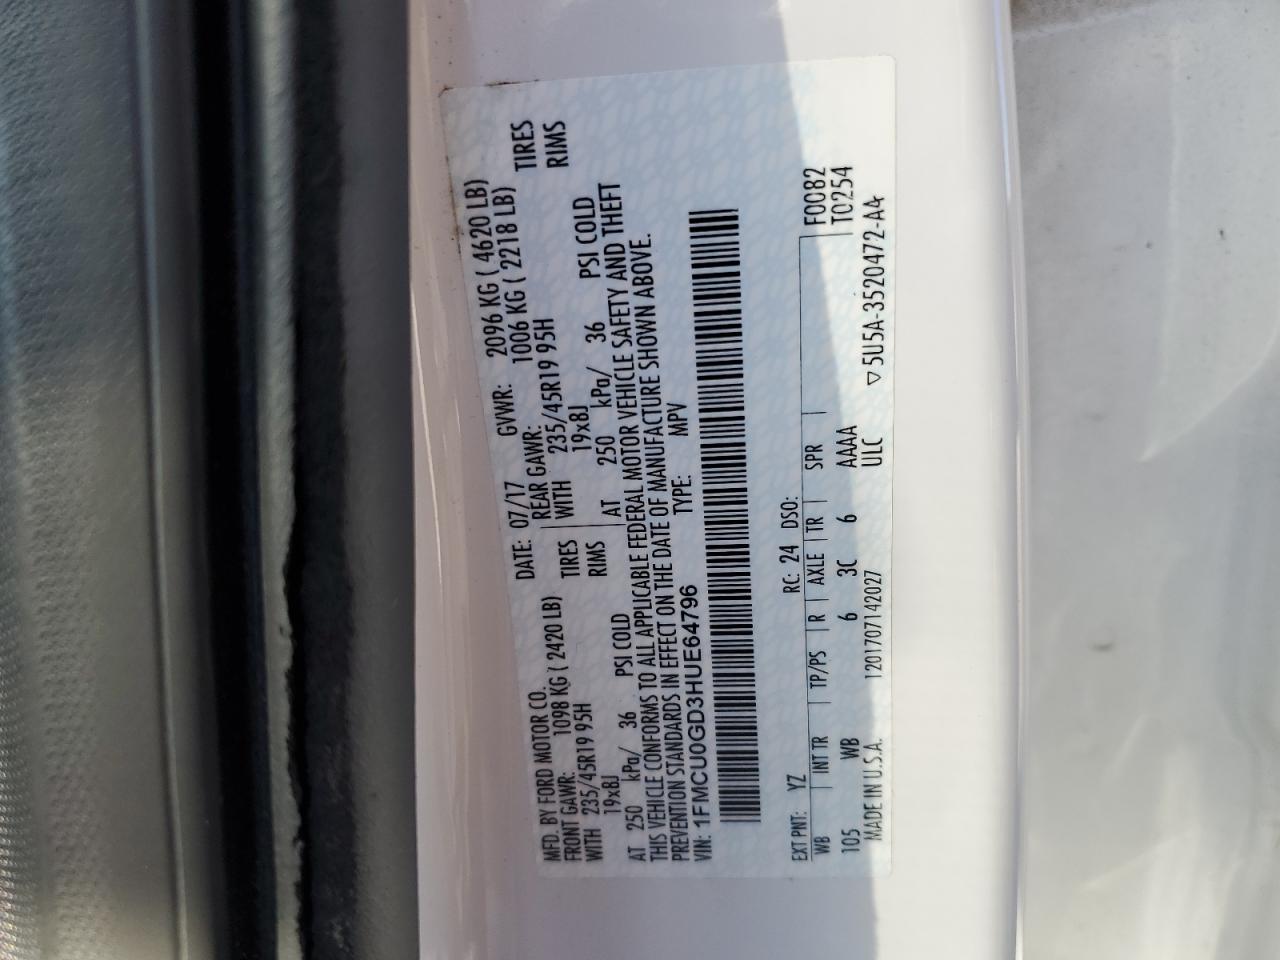 MFD. BY FORD MOTOR CO.
DATE: 07/17 GVWR: 2096 KG ( 4620 LB)
FRONT GAWR: 1098 KG ( 2420 LB)
REAR GAWR: 1006 KG ( 2218 LB)
WITH 235/45R19 95H TIRES
WITH 235/45R19 95H TIRES
19x8J RIMS
19x8J RIMS
AT 250 kPa/ 36 PSI COLD
AT 250 kPa/ 36 PSI COLD
THIS VEHICLE CONFORMS TO ALL APPLICABLE FEDERAL MOTOR VEHICLE SAFETY AND THEFT
PREVENTION STANDARDS IN EFFECT ON THE DATE OF MANUFACTURE SHOWN ABOVE.
VIN: 1FMCU0GD3HUE64796 TYPE: MPV
EXT PNT: YZ RC: 24 DSO: F0082
WB | INT TR | TP/PS | R | AXLE | TR | SPR | T0254
105 WB 6 3C 6 AAAA
MADE IN U.S.A. 120170714 2027 ULC ▽ 5U5A-3520472-A4